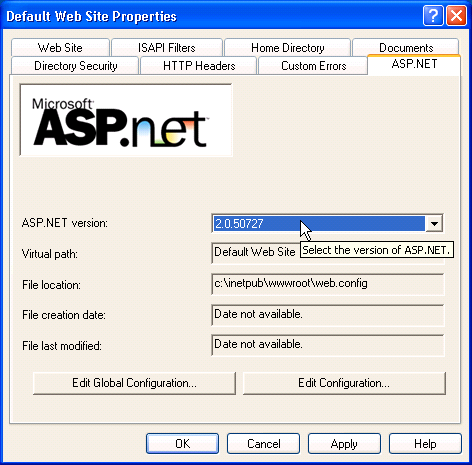 Default Web Site Properties
Web Site
ISAPI Filters
Home Directory
Documents
Directory Security
HTTP Headers
Custom Errors
ASP.NET
Microsoft
ASP.net
ASP.NET version:
2.0.50727
Virtual path:
Default Web Site
Select the version of ASP.NET.
File location:
c:\inetpub\wwwroot\web.config
File creation date:
Date not available.
File last modified:
Date not available.
Edit Global Configuration...
Edit Configuration...
OK
Cancel
Apply
Help